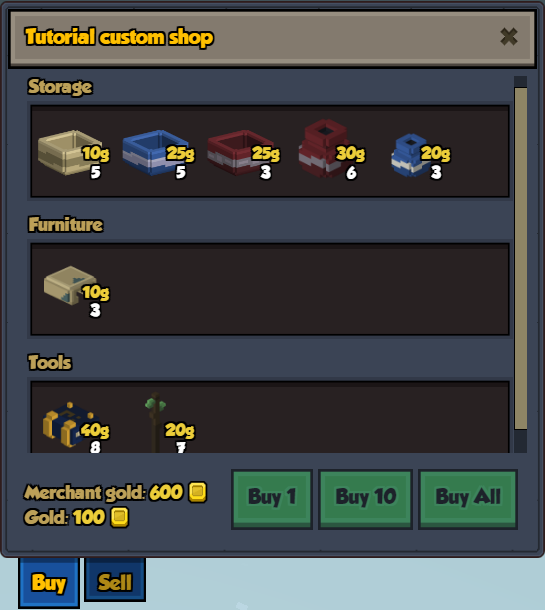 Tutorial custom shop
Storage
10g 25g 25g 30g 20g
5 5 3 6 3
Furniture
10g
3
Tools
40g 20g
8 7
Merchant gold: 600
Gold: 100
Buy 1 Buy 10 Buy All
Buy Sell